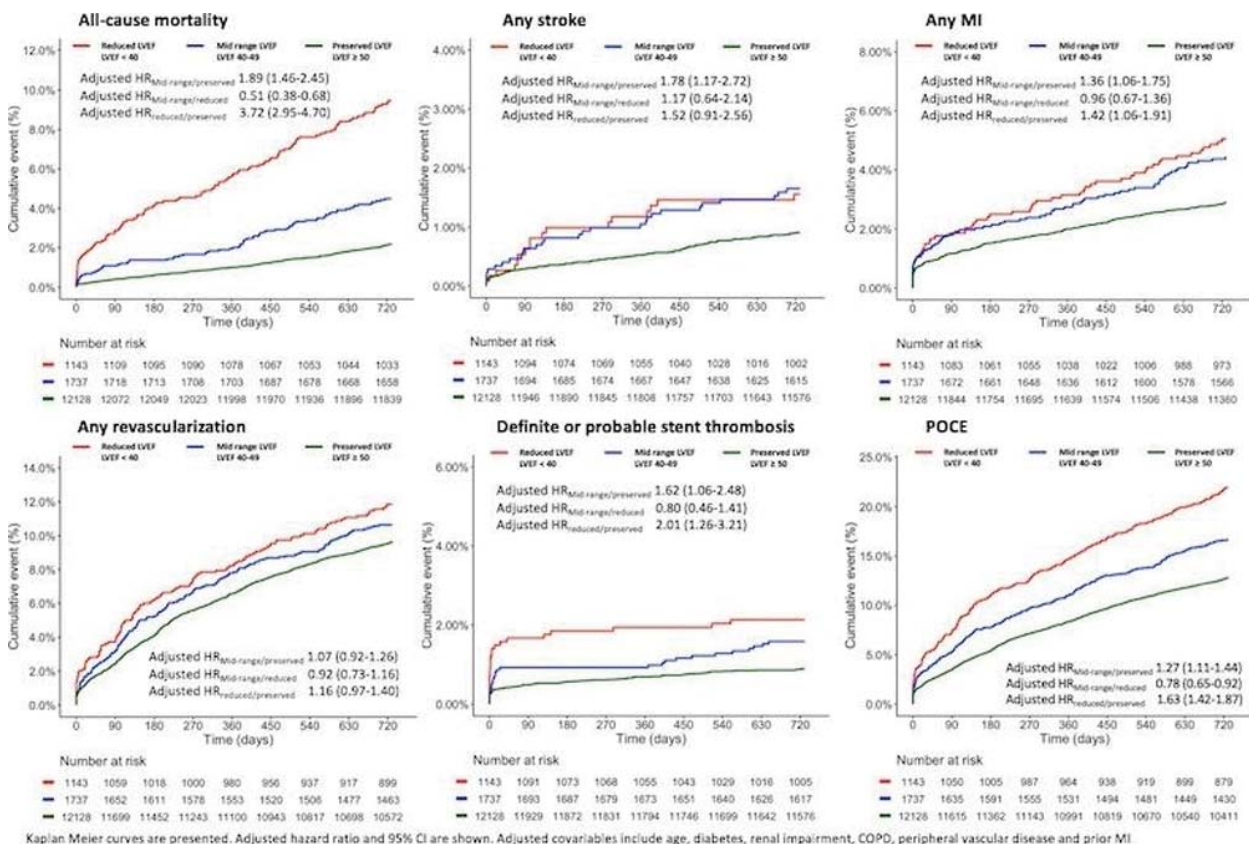 All-cause mortality
Reduced LVEF Mid range LVEF Preserved LVEF
LVEF < 40 LVEF 40-49 LVEF ≥ 50
Adjusted HRMid-range/preserved 1.89 (1.46-2.45)
Adjusted HRMid-range/reduced 0.51 (0.38-0.68)
Adjusted HRreduced/preserved 3.72 (2.95-4.70)
Cumulative event (%)
12.0%
10.0%
8.0%
6.0%
4.0%
2.0%
0.0%
0 90 180 270 360 450 540 630 720
Time (days)
Number at risk
1143 1109 1095 1090 1078 1067 1053 1044 1033
1737 1718 1713 1708 1703 1687 1678 1668 1658
12128 12072 12049 12023 11998 11970 11936 11896 11839
Any stroke
Reduced LVEF Mid range LVEF Preserved LVEF
LVEF < 40 LVEF 40-49 LVEF ≥ 50
Adjusted HRMid-range/preserved 1.78 (1.17-2.72)
Adjusted HRMid-range/reduced 1.17 (0.64-2.14)
Adjusted HRreduced/preserved 1.52 (0.91-2.56)
Cumulative event (%)
4.00%
3.00%
2.00%
1.00%
0.00%
0 90 180 270 360 450 540 630 720
Time (days)
Number at risk
1143 1094 1074 1069 1055 1040 1028 1016 1002
1737 1694 1685 1674 1667 1647 1638 1625 1615
12128 11946 11890 11845 11808 11757 11703 11643 11576
Any MI
Reduced LVEF Mid range LVEF Preserved LVEF
LVEF < 40 LVEF 40-49 LVEF ≥ 50
Adjusted HRMid-range/preserved 1.36 (1.06-1.75)
Adjusted HRMid-range/reduced 0.96 (0.67-1.36)
Adjusted HRreduced/preserved 1.42 (1.06-1.91)
Cumulative event (%)
8.00%
6.00%
4.00%
2.00%
0.00%
0 90 180 270 360 450 540 630 720
Time (days)
Number at risk
1143 1083 1061 1055 1038 1022 1006 988 973
1737 1672 1661 1648 1636 1612 1600 1578 1566
12128 11844 11754 11695 11639 11574 11506 11438 11360
Any revascularization
Reduced LVEF Mid range LVEF Preserved LVEF
LVEF < 40 LVEF 40-49 LVEF ≥ 50
Cumulative event (%)
14.0%
12.0%
10.0%
8.0%
6.0%
4.0%
2.0%
0.0%
Adjusted HRMid-range/preserved 1.07 (0.92-1.26)
Adjusted HRMid-range/reduced 0.92 (0.73-1.16)
Adjusted HRreduced/preserved 1.16 (0.97-1.40)
0 90 180 270 360 450 540 630 720
Time (days)
Number at risk
1143 1059 1018 1000 980 956 937 917 899
1737 1652 1611 1578 1553 1520 1506 1477 1463
12128 11699 11452 11243 11100 10943 10817 10698 10572
Definite or probable stent thrombosis
Reduced LVEF Mid range LVEF Preserved LVEF
LVEF < 40 LVEF 40-49 LVEF ≥ 50
Adjusted HRMid-range/preserved 1.62 (1.06-2.48)
Adjusted HRMid-range/reduced 0.80 (0.46-1.41)
Adjusted HRreduced/preserved 2.01 (1.26-3.21)
Cumulative event (%)
6.00%
4.00%
2.00%
0.00%
0 90 180 270 360 450 540 630 720
Time (days)
Number at risk
1143 1091 1073 1068 1055 1043 1029 1016 1005
1737 1693 1687 1679 1673 1651 1640 1626 1617
12128 11929 11872 11831 11794 11746 11699 11642 11576
POCE
Reduced LVEF Mid range LVEF Preserved LVEF
LVEF < 40 LVEF 40-49 LVEF ≥ 50
Cumulative event (%)
25.0%
20.0%
15.0%
10.0%
5.0%
0.0%
Adjusted HRMid-range/preserved 1.27 (1.11-1.44)
Adjusted HRMid-range/reduced 0.78 (0.65-0.92)
Adjusted HRreduced/preserved 1.63 (1.42-1.87)
0 90 180 270 360 450 540 630 720
Time (days)
Number at risk
1143 1050 1005 987 964 938 919 899 879
1737 1635 1591 1555 1531 1494 1481 1449 1430
12128 11615 11362 11143 10991 10819 10670 10540 10411
Kaplan Meier curves are presented. Adjusted hazard ratio and 95% CI are shown. Adjusted covariables include age, diabetes, renal impairment, COPD, peripheral vascular disease and prior MI